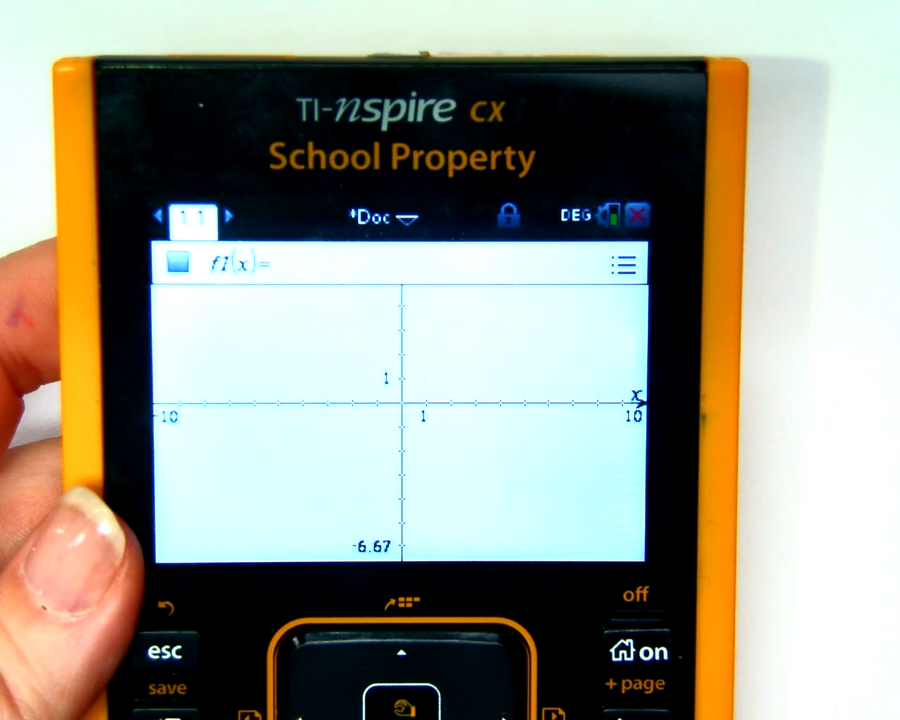 TI-nspire CX
School Property
1.1 *Doc DEG
f1(x)=
1
x
-10 1 10
-6.67
off
esc on
save + page